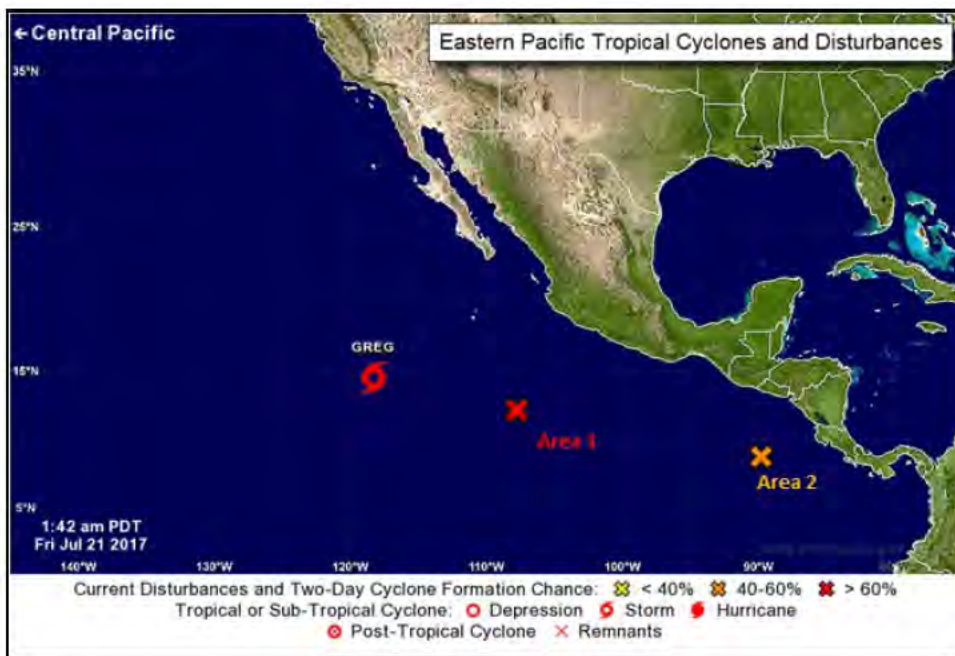 ←Central Pacific
Eastern Pacific Tropical Cyclones and Disturbances
35°N
25°N
GREG
15°N
Area 1
Area 2
5°N
1:42 am PDT
Fri Jul 21 2017
140°W 130°W 120°W 110°W 100°W 90°W
Current Disturbances and Two-Day Cyclone Formation Chance: < 40% 40-60% > 60%
Tropical or Sub-Tropical Cyclone: Depression Storm Hurricane
Post-Tropical Cyclone Remnants